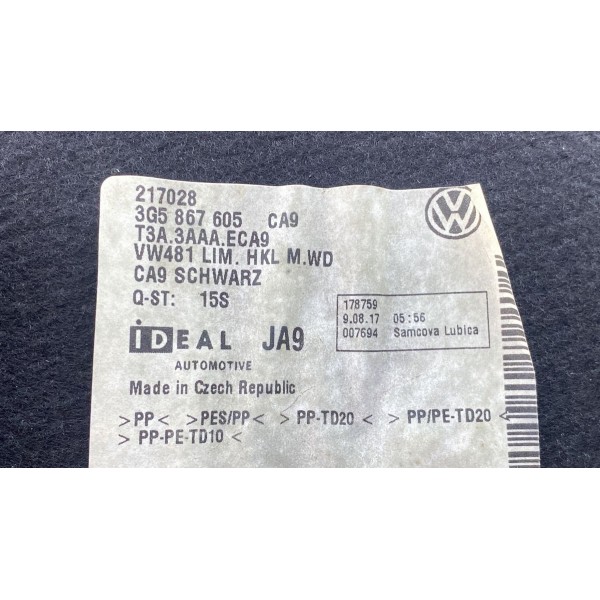 217028
3G5 867 605 CA9
T3A.3AAA.ECA9
VW481 LIM. HKL M.WD
CA9 SCHWARZ
Q-ST: 15S
178759
9.08.17 05:56
007694 Samcova Lubica
iDEAL JA9
AUTOMOTIVE
Made in Czech Republic
>PP< >PES/PP< >PP-TD20< >PP/PE-TD20<
>PP-PE-TD10<